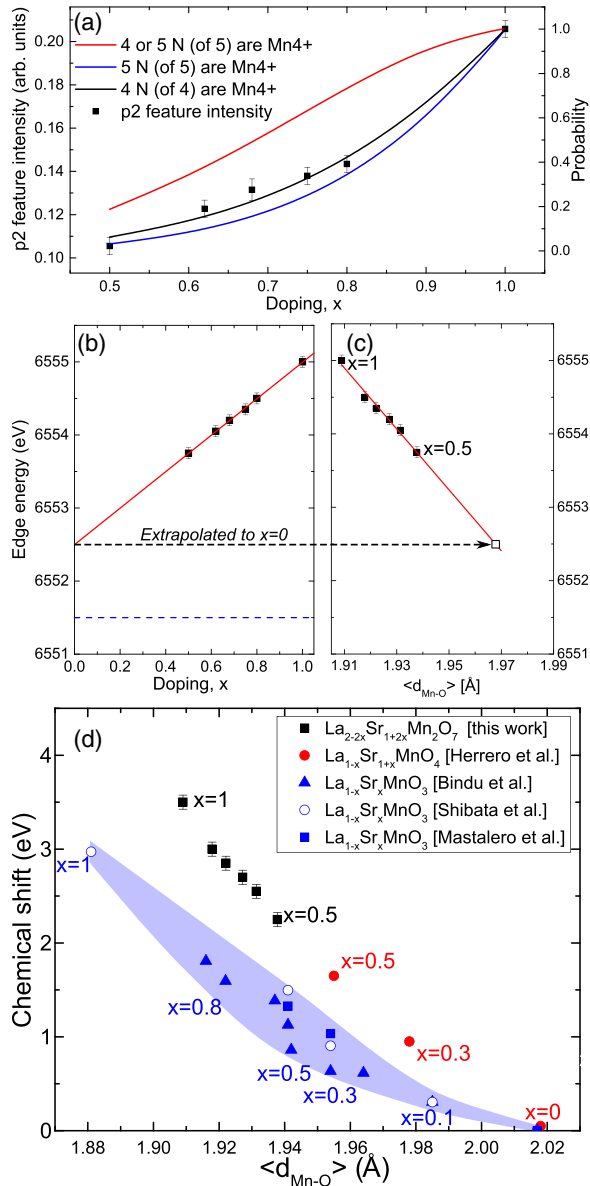 (a)
4 or 5 N (of 5) are Mn4+
5 N (of 5) are Mn4+
4 N (of 4) are Mn4+
p2 feature intensity
p2 feature intensity (arb. units)
0.20
0.18
0.16
0.14
0.12
0.10
Probability
1.0
0.8
0.6
0.4
0.2
0.0
0.5 0.6 0.7 0.8 0.9 1.0
Doping, x
(b)
Edge energy (eV)
6555
6554
6553
6552
6551
Extrapolated to x=0
0.0 0.2 0.4 0.6 0.8 1.0
Doping, x
(c)
x=1
x=0.5
6555
6554
6553
6552
6551
1.91 1.93 1.95 1.97 1.99
<d_Mn-O> [Å]
(d)
La2-2xSr1+2xMn2O7 [this work]
La1-xSr1+xMnO4 [Herrero et al.]
La1-xSrxMnO3 [Bindu et al.]
La1-xSrxMnO3 [Shibata et al.]
La1-xSrxMnO3 [Mastalero et al.]
Chemical shift (eV)
4
3
2
1
0
x=1
x=1
x=0.5
x=0.5
x=0.8
x=0.3
x=0.5
x=0.3
x=0.1
x=0
1.88 1.90 1.92 1.94 1.96 1.98 2.00 2.02
<d_Mn-O> (Å)